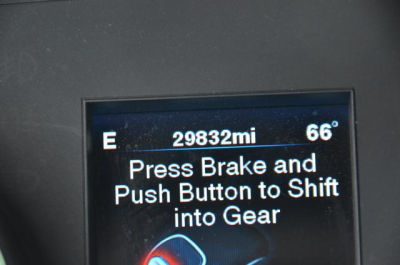 E 29832mi 66°
Press Brake and
Push Button to Shift
into Gear